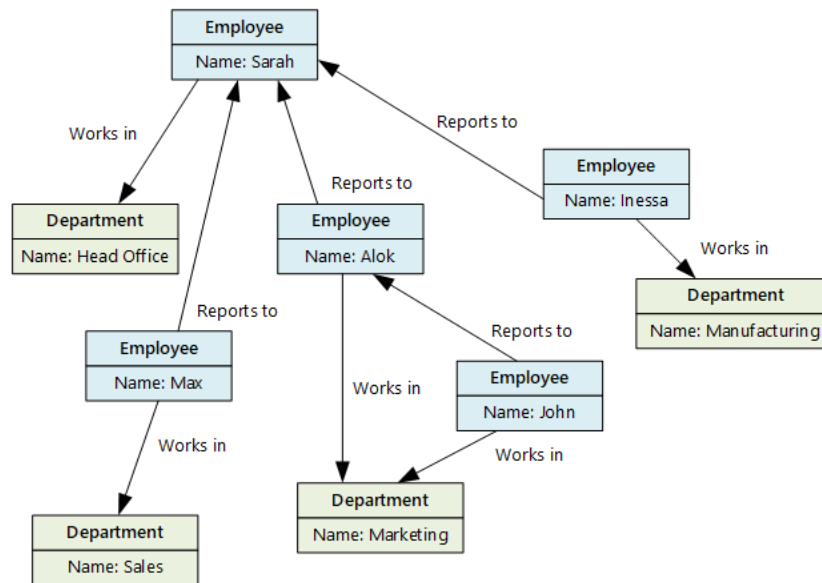 Employee
Name: Sarah
Works in
Reports to
Employee
Name: Inessa
Reports to
Department
Name: Head Office
Employee
Name: Alok
Works in
Department
Name: Manufacturing
Reports to
Employee
Name: Max
Reports to
Employee
Name: John
Works in
Works in
Works in
Department
Name: Marketing
Department
Name: Sales